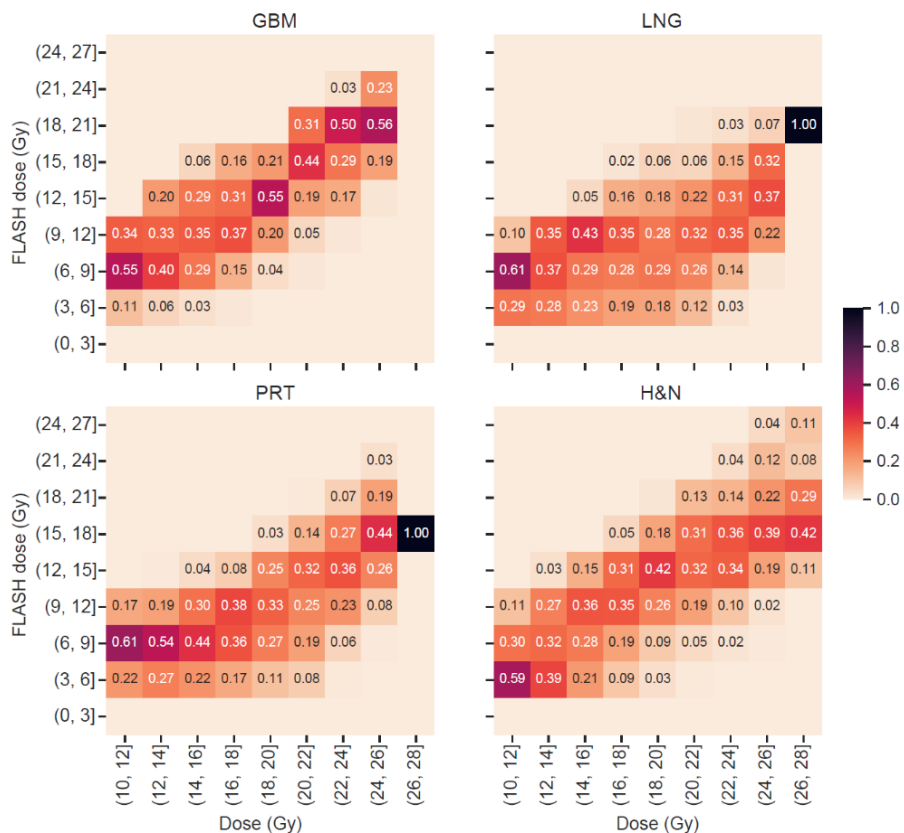 GBM LNG
(24, 27]
(21, 24] 0.03 0.23
(18, 21] 0.31 0.50 0.56 0.03 0.07 1.00
(15, 18] 0.06 0.16 0.21 0.44 0.29 0.19 0.02 0.06 0.06 0.15 0.32
(12, 15] 0.20 0.29 0.31 0.55 0.19 0.17 0.05 0.16 0.18 0.22 0.31 0.37
(9, 12] 0.34 0.33 0.35 0.37 0.20 0.05 0.10 0.35 0.43 0.35 0.28 0.32 0.35 0.22
(6, 9] 0.55 0.40 0.29 0.15 0.04 0.61 0.37 0.29 0.28 0.29 0.26 0.14
(3, 6] 0.11 0.06 0.03 0.29 0.28 0.23 0.19 0.18 0.12 0.03
(0, 3]
FLASH dose (Gy)
1.0
0.8
0.6
0.4
0.2
0.0
PRT H&N
(24, 27] 0.04 0.11
(21, 24] 0.03 0.04 0.12 0.08
(18, 21] 0.07 0.19 0.13 0.14 0.22 0.29
(15, 18] 0.03 0.14 0.27 0.44 1.00 0.05 0.18 0.31 0.36 0.39 0.42
(12, 15] 0.04 0.08 0.25 0.32 0.36 0.26 0.03 0.15 0.31 0.42 0.32 0.34 0.19 0.11
(9, 12] 0.17 0.19 0.30 0.38 0.33 0.25 0.23 0.08 0.11 0.27 0.36 0.35 0.26 0.19 0.10 0.02
(6, 9] 0.61 0.54 0.44 0.36 0.27 0.19 0.06 0.30 0.32 0.28 0.19 0.09 0.05 0.02
(3, 6] 0.22 0.27 0.22 0.17 0.11 0.08 0.59 0.39 0.21 0.09 0.03
(0, 3]
FLASH dose (Gy)
(10, 12] (12, 14] (14, 16] (16, 18] (18, 20] (20, 22] (22, 24] (24, 26] (26, 28] (10, 12] (12, 14] (14, 16] (16, 18] (18, 20] (20, 22] (22, 24] (24, 26] (26, 28]
Dose (Gy) Dose (Gy)